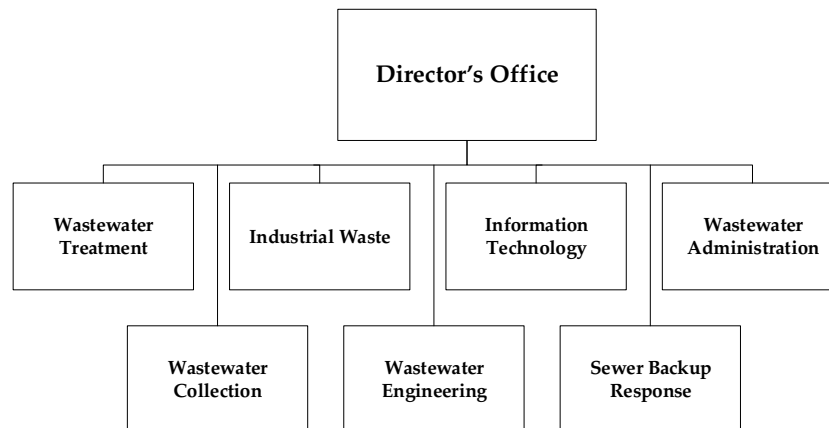 Director’s Office
Wastewater
Treatment
Industrial Waste
Information
Technology
Wastewater
Administration
Wastewater
Collection
Wastewater
Engineering
Sewer Backup
Response